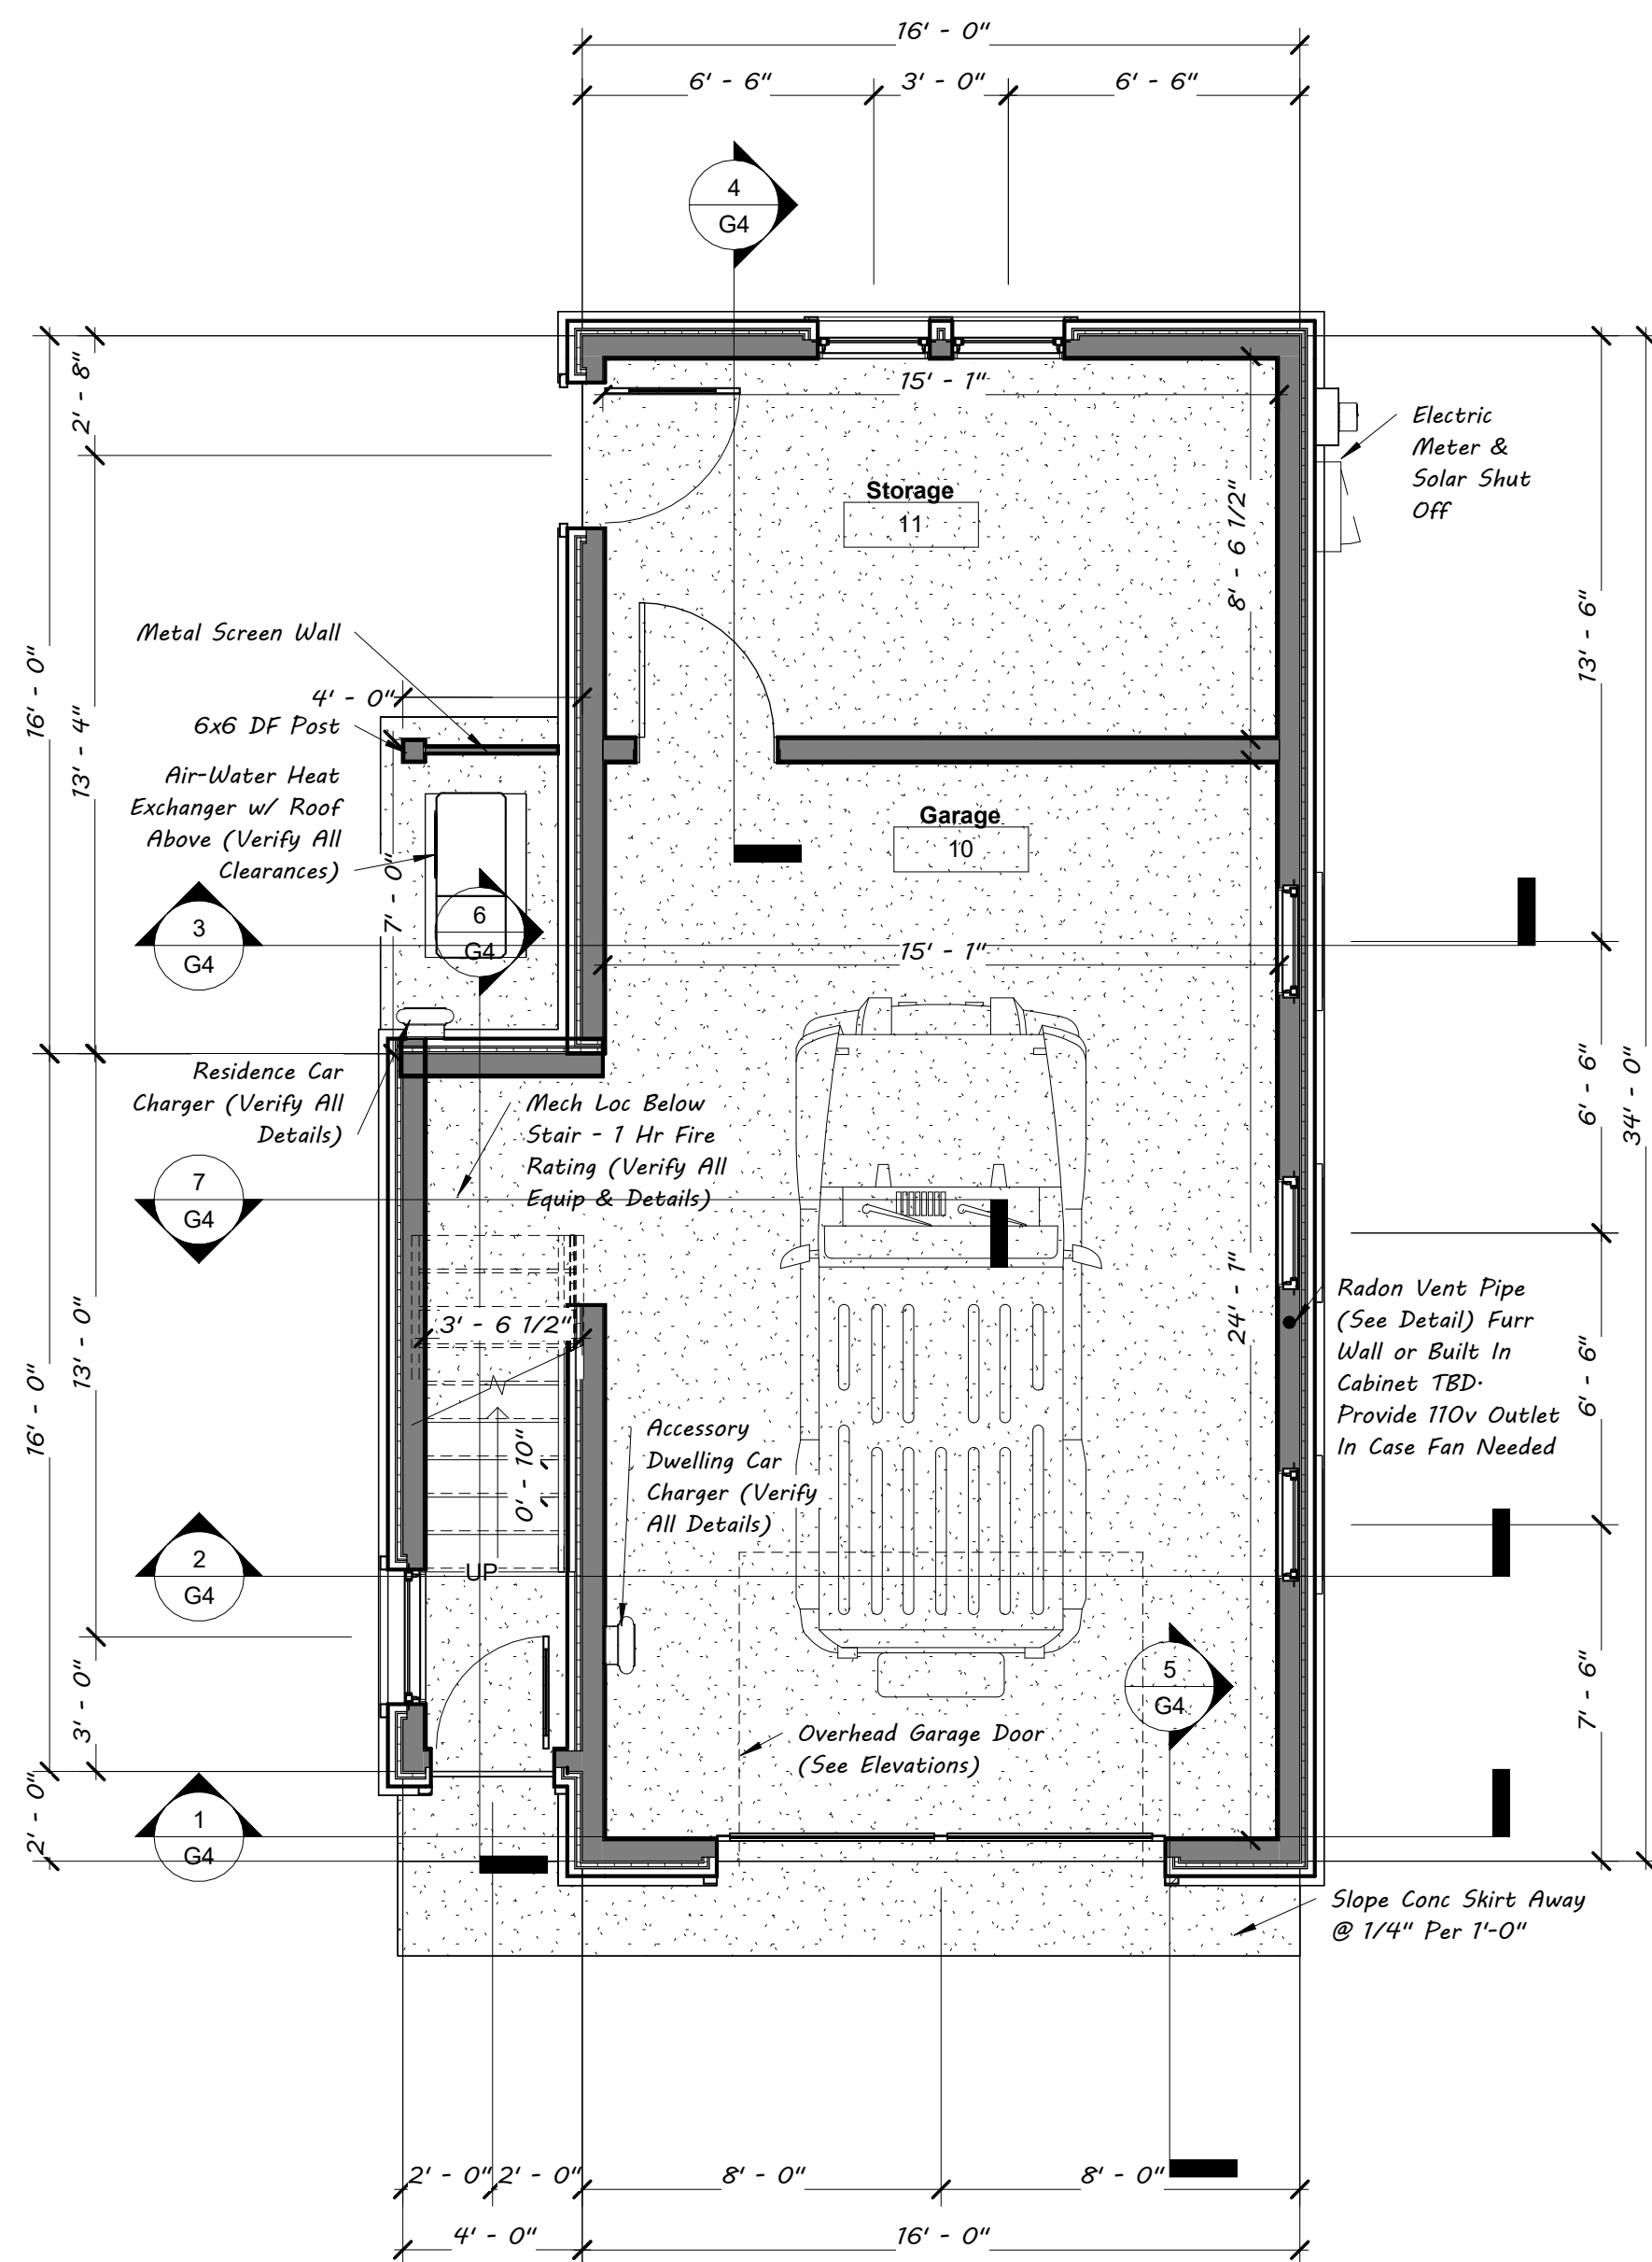 16' - 0"
6' - 6"
3' - 0"
6' - 6"
4
G4
2' - 8"
15' - 1"
Electric
Meter &
Solar Shut
Off
Storage
11
8' - 6 1/2"
13' - 6"
16' - 0"
13' - 4"
Metal Screen Wall
4' - 0"
6x6 DF Post
Air-Water Heat
Exchanger w/ Roof
Above (Verify All
Clearances)
7' - 0"
Garage
10
3
G4
6
G4
15' - 1"
Residence Car
Charger (Verify All
Details)
Mech Loc Below
Stair - 1 Hr Fire
Rating (Verify All
Equip & Details)
6' - 6"
34' - 0"
7
G4
24' - 1"
Radon Vent Pipe
(See Detail) Furr
Wall or Built In
Cabinet TBD.
Provide 110v Outlet
In Case Fan Needed
6' - 6"
3' - 6 1/2"
13' - 0"
16' - 0"
0' - 10"
Accessory
Dwelling Car
Charger (Verify
All Details)
2
G4
UP
3' - 0"
5
G4
7' - 6"
Overhead Garage Door
(See Elevations)
2' - 0"
1
G4
Slope Conc Skirt Away
@ 1/4" Per 1'-0"
2' - 0"
2' - 0"
8' - 0"
8' - 0"
4' - 0"
16' - 0"